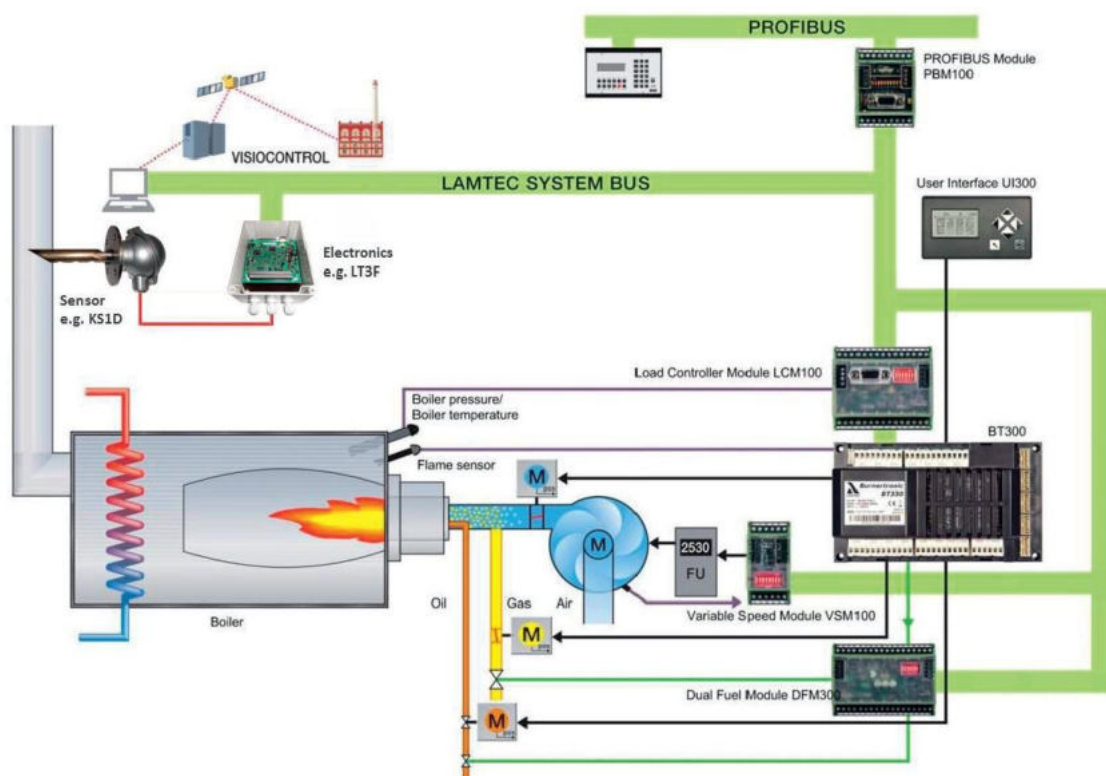 PROFIBUS
PROFIBUS Module
PBM100
VISIOCONTROL
LAMTEC SYSTEM BUS
User Interface UI300
Electronics
e.g. LT3F
Sensor
e.g. KS1D
Load Controller Module LCM100
Boiler pressure/
Boiler temperature
BT300
Flame sensor
M
Burnertronic
BT330
M
2530
FU
Oil
Gas
Air
Variable Speed Module VSM100
Boiler
M
Dual Fuel Module DFM300
M